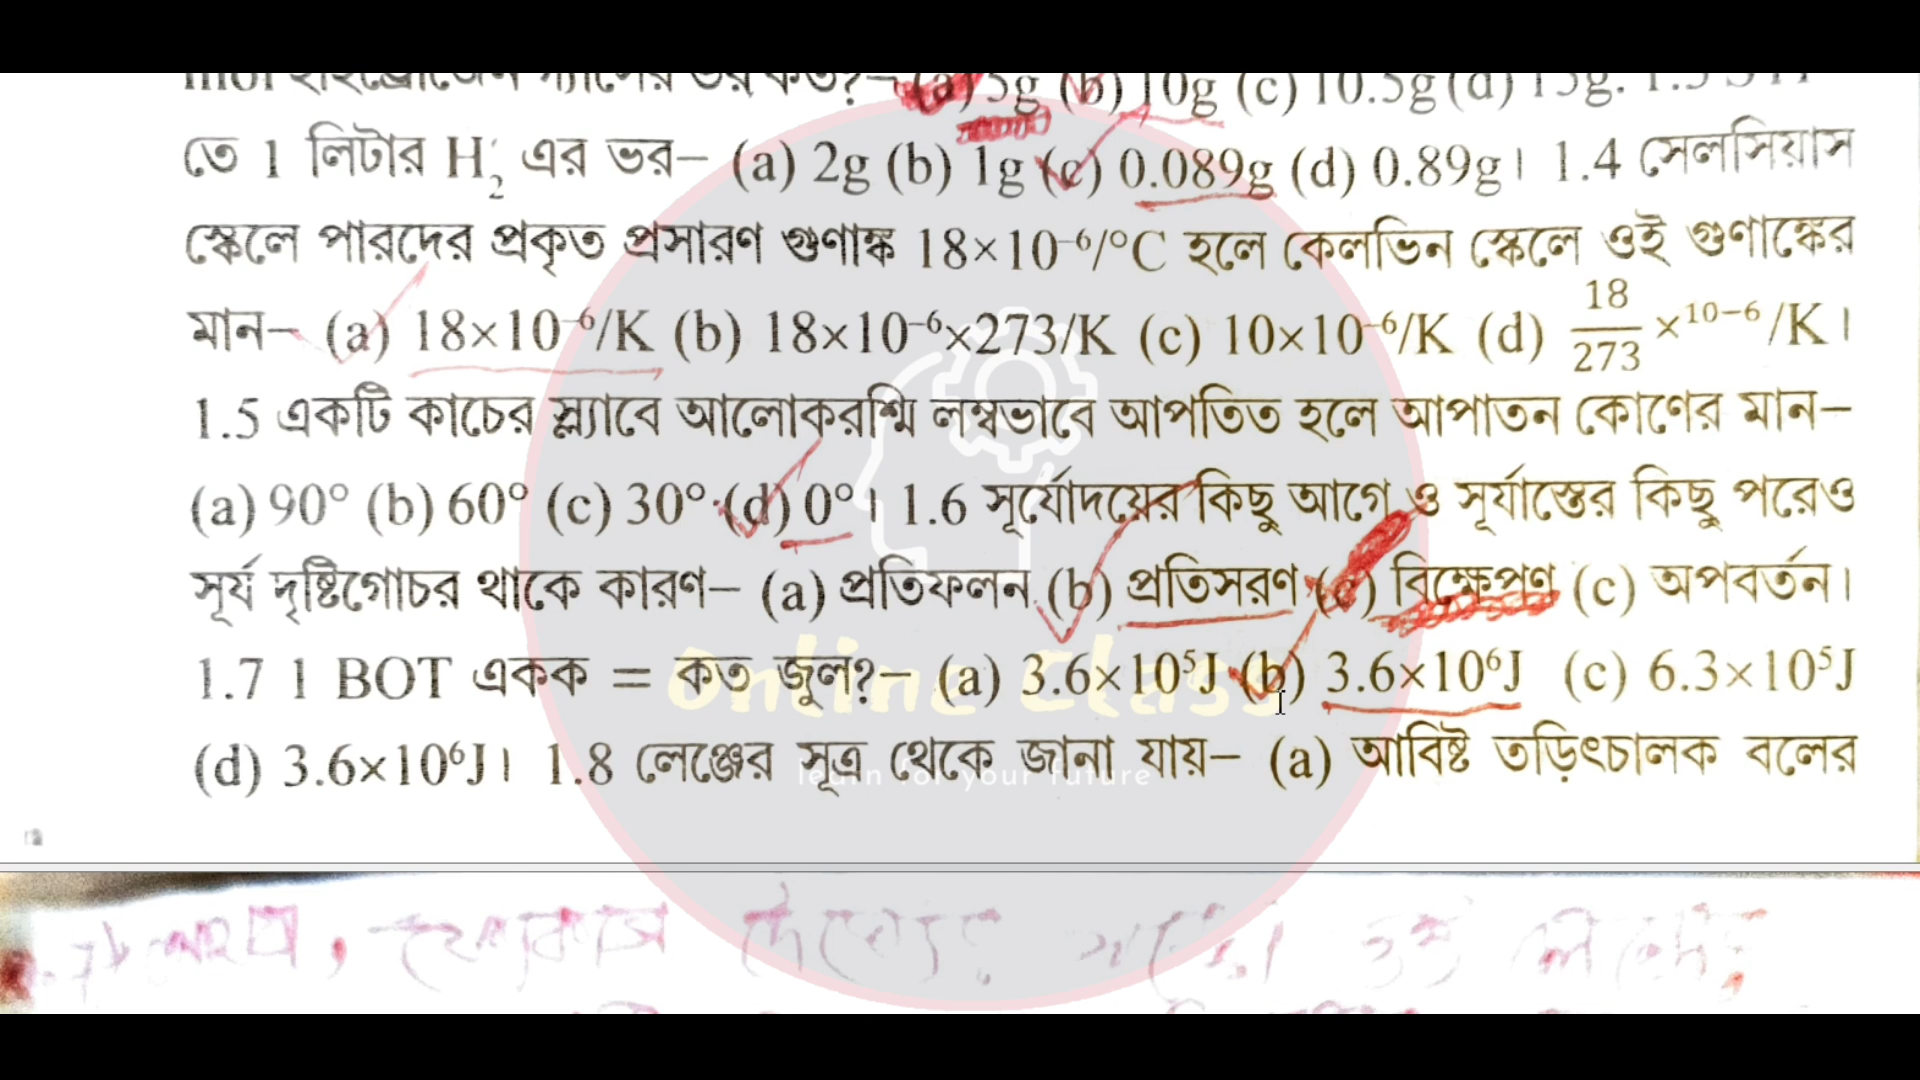 5g (b) 10g (c) 10.5g (d) 15g.
তে 1 লিটার H₂ এর ভর– (a) 2g (b) 1g (c) 0.089g (d) 0.89g। 1.4 সেলসিয়াস
স্কেলে পারদের প্রকৃত প্রসারণ গুণাঙ্ক 18×10⁻⁶/°C হলে কেলভিন স্কেলে ওই গুণাঙ্কের
মান– (a) 18×10⁻⁶/K (b) 18×10⁻⁶×273/K (c) 10×10⁻⁶/K (d) 18/273 ×10⁻⁶/K।
1.5 একটি কাচের স্ল্যাবে আলোকরশ্মি লম্বভাবে আপতিত হলে আপাতন কোণের মান–
(a) 90° (b) 60° (c) 30° (d) 0°। 1.6 সূর্যোদয়ের কিছু আগে ও সূর্যাস্তের কিছু পরেও
সূর্য দৃষ্টিগোচর থাকে কারণ– (a) প্রতিফলন (b) প্রতিসরণ (c) বিক্ষেপণ (c) অপবর্তন।
1.7 1 BOT একক = কত জুল?– (a) 3.6×10⁵J (b) 3.6×10⁶J (c) 6.3×10⁵J
Online Class
(d) 3.6×10⁶J। 1.8 লেঞ্জের সূত্র থেকে জানা যায়– (a) আবিষ্ট তড়িৎচালক বলের
learn for your future